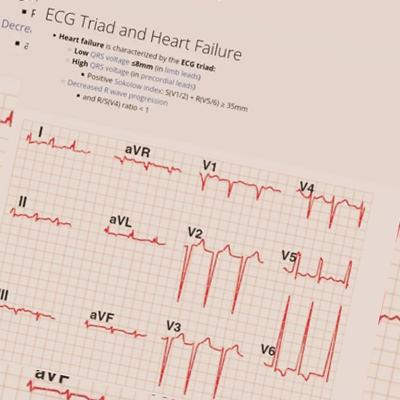 ECG Triad and Heart Failure
Decre
Heart failure is characterized by the ECG triad:
Low QRS voltage ≤8mm (in limb leads)
High QRS voltage (in precordial leads)
Positive Sokolow index: S(V1/2) + R(V5/6) ≥ 35mm
Decreased R wave progression
and R/S(V4) ratio < 1
I aVR V1 V4
II aVL V2 V5
III aVF V3 V6
aVF